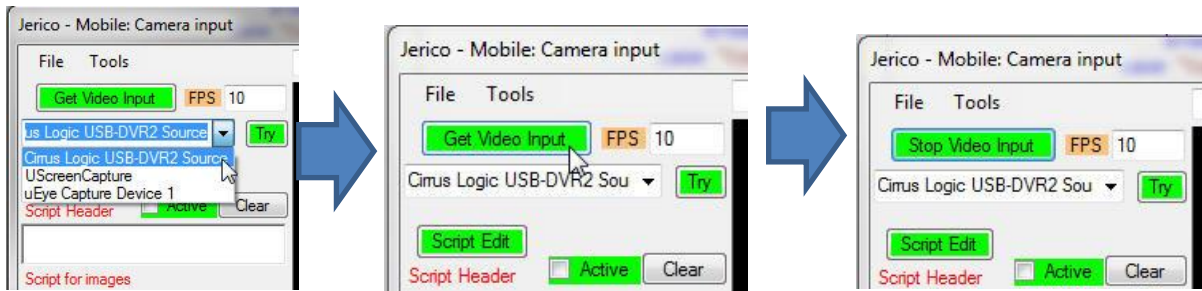 Jerico - Mobile: Camera input
File Tools
Get Video Input FPS 10
us Logic USB-DVR2 Source Try
Cirrus Logic USB-DVR2 Source
UScreenCapture
uEye Capture Device 1
Script Header Active Clear
Script for images
Jerico - Mobile: Camera input
File Tools
Get Video Input FPS 10
Cirrus Logic USB-DVR2 Sou Try
Script Edit
Script Header Active Clear
Jerico - Mobile: Camera input
File Tools
Stop Video Input FPS 10
Cirrus Logic USB-DVR2 Sou Try
Script Edit
Script Header Active Clear